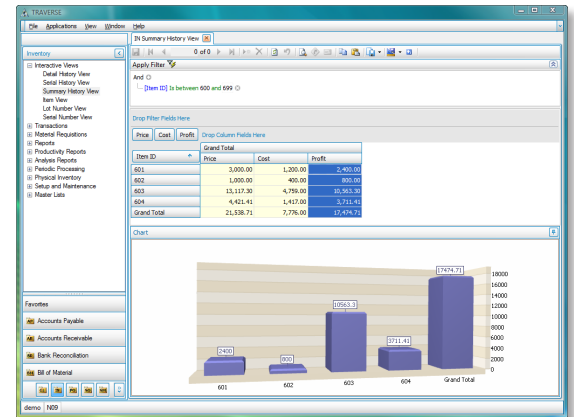 TRAVERSE
File Applications View Window Help
Inventory
Interactive Views
Detail History View
Serial History View
Summary History View
Item View
Lot Number View
Serial Number View
Transactions
Material Requisitions
Reports
Productivity Reports
Analysis Reports
Periodic Processing
Physical Inventory
Setup and Maintenance
Master Lists
Favorites
Accounts Payable
Accounts Receivable
Bank Reconciliation
Bill of Material
demo N09
IN Summary History View
0 of 0
Apply Filter
And
[Item ID] Is between 600 and 699
Drop Filter Fields Here
Price Cost Profit Drop Column Fields Here
Grand Total
Item ID Price Cost Profit
601 3,000.00 1,200.00 2,400.00
602 1,000.00 400.00 800.00
603 13,117.30 4,759.00 10,563.30
604 4,421.41 1,417.00 3,711.41
Grand Total 21,538.71 7,776.00 17,474.71
Chart
17474.71
10563.3
3711.41
2400
800
18000
16000
14000
12000
10000
8000
6000
4000
2000
0
601 602 603 604 Grand Total